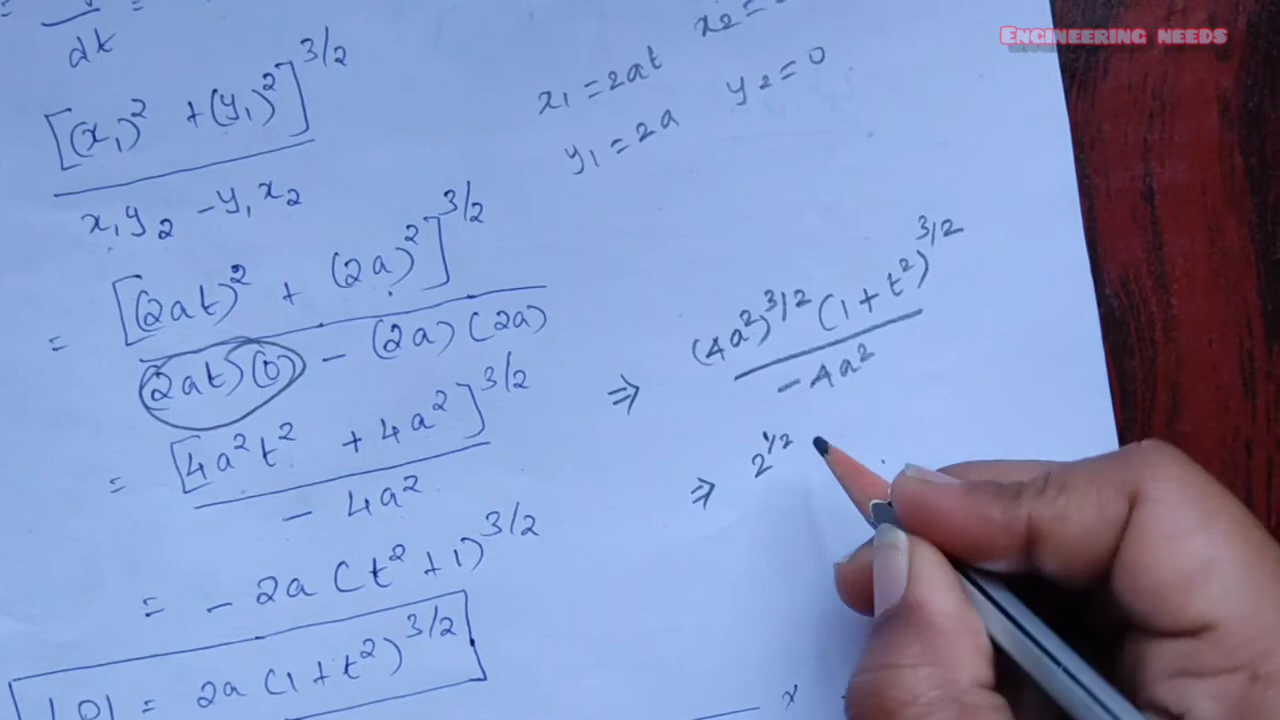 ENGINEERING NEEDS
dt
[(x₁)² + (y₁)²]^3/2
x₁y₂ - y₁x₂
x₁ = 2at
x₂ =
y₁ = 2a
y₂ = 0
= [(2at)² + (2a)²]^3/2
(2at)(0) - (2a)(2a)
= [4a²t² + 4a²]^3/2
- 4a²
= - 2a (t² + 1)^3/2
= 2a (1 + t²)^3/2
⇒ (4a²)^3/2 (1 + t²)^3/2
- 4a²
⇒ 2^1/2
x